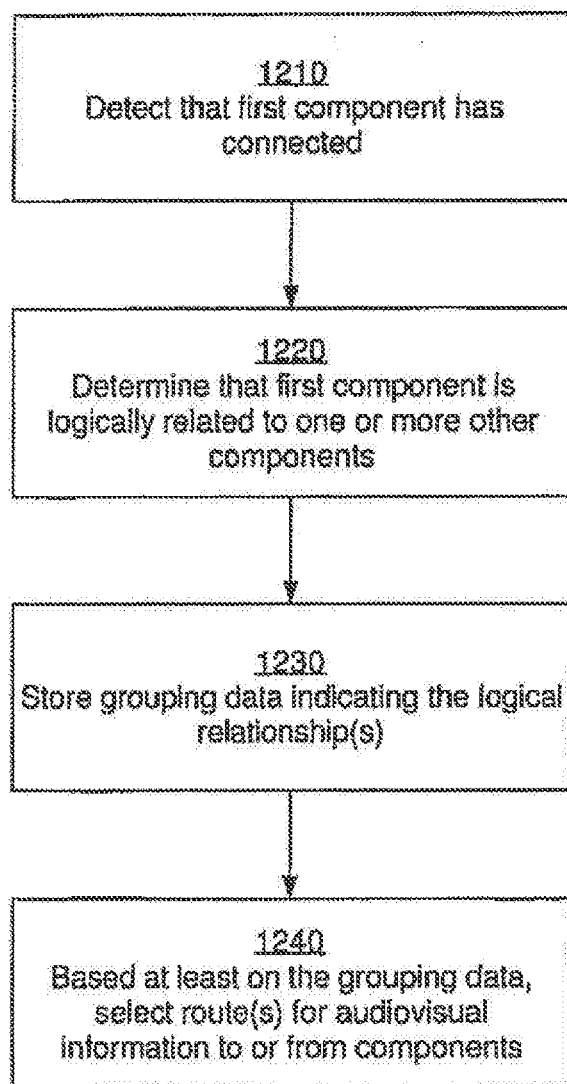 1210
Detect that first component has
connected
1220
Determine that first component is
logically related to one or more other
components
1230
Store grouping data indicating the logical
relationship(s)
1240
Based at least on the grouping data,
select route(s) for audiovisual
information to or from components